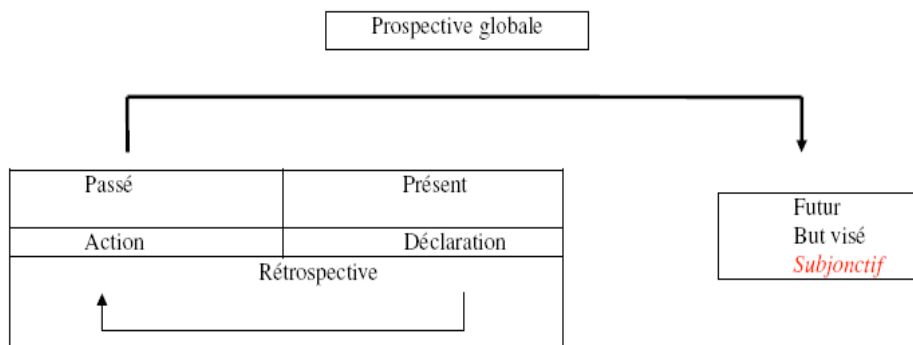 Prospective globale
Passé Présent
Action Déclaration
Rétrospective
Futur
But visé
Subjonctif